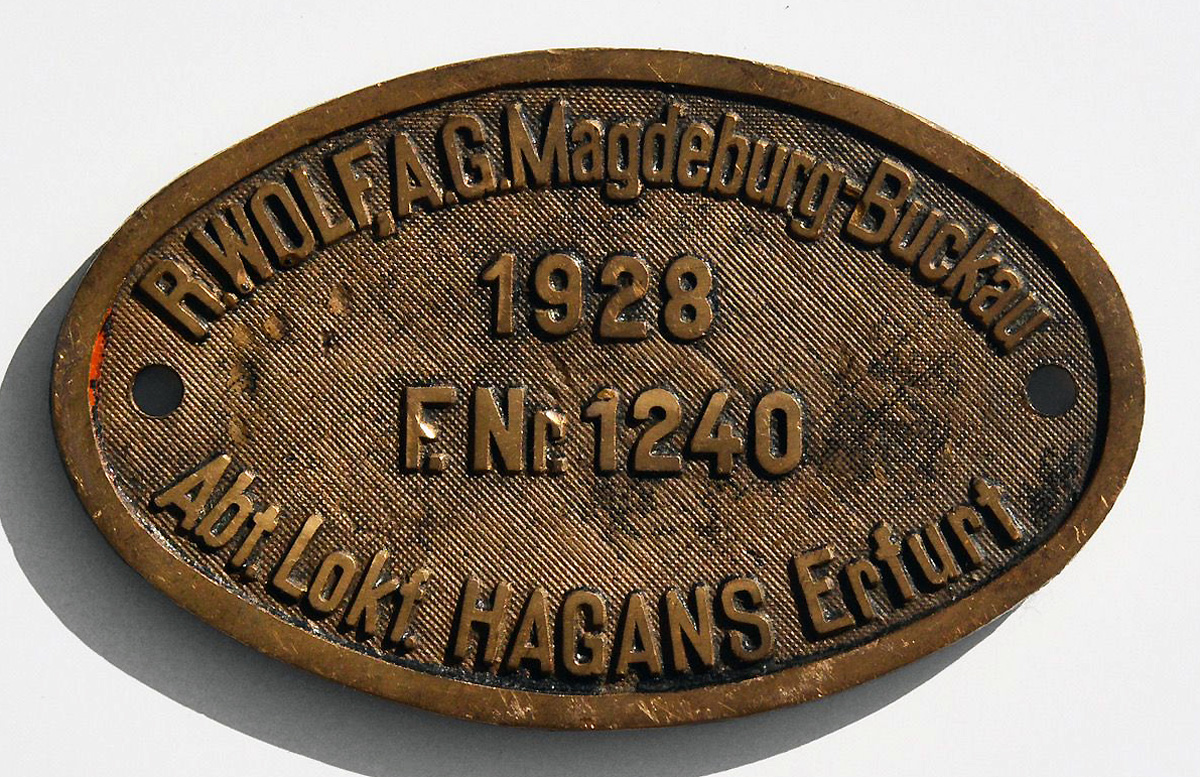 R.WOLF,A.G.Magdeburg-Buckau
1928
F.Nr.1240
Abt.Lokf. HAGANS Erfurt